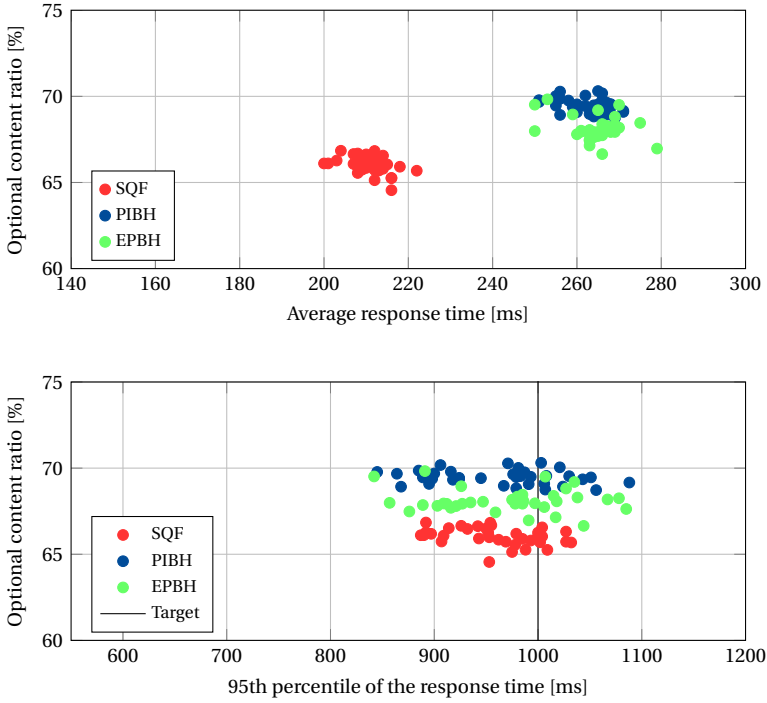 75
70
65
60
Optional content ratio [%]
SQF
PIBH
EPBH
140 160 180 200 220 240 260 280 300
Average response time [ms]
75
70
65
60
Optional content ratio [%]
SQF
PIBH
EPBH
Target
600 700 800 900 1000 1100 1200
95th percentile of the response time [ms]